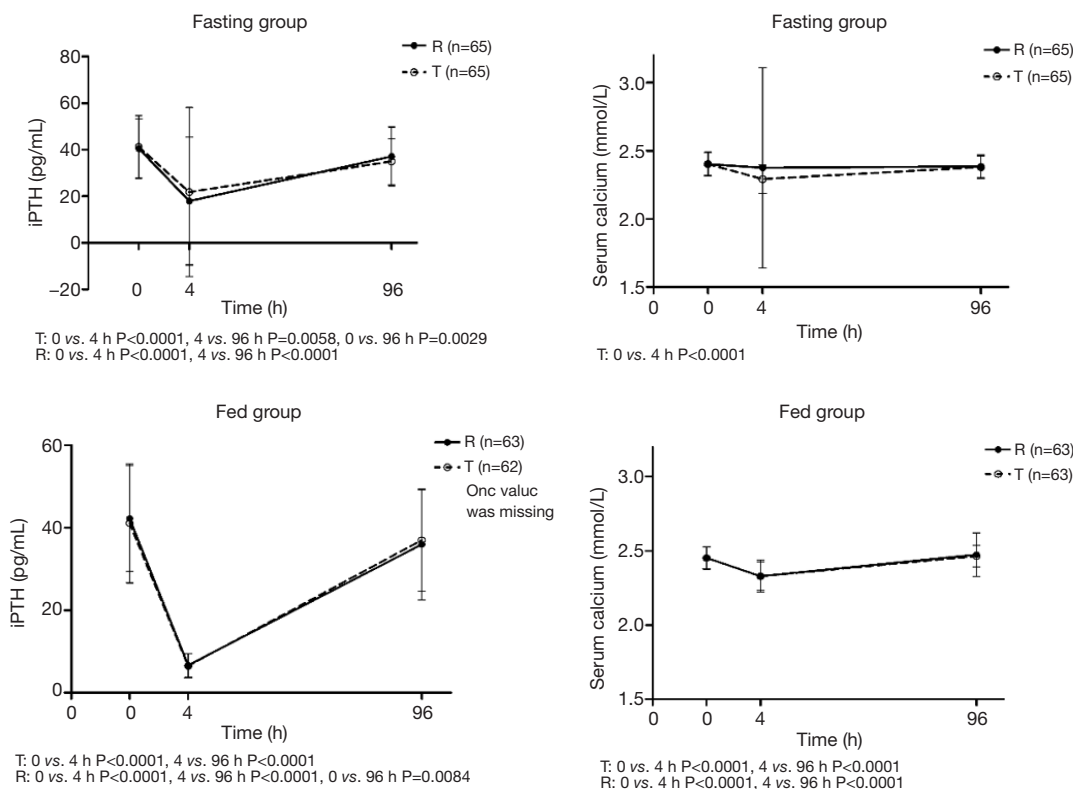 Fasting group
80
60
40
20
0
−20
iPTH (pg/mL)
R (n=65)
T (n=65)
0 4 96
Time (h)
T: 0 vs. 4 h P<0.0001, 4 vs. 96 h P=0.0058, 0 vs. 96 h P=0.0029
R: 0 vs. 4 h P<0.0001, 4 vs. 96 h P<0.0001
Fasting group
3.0
2.5
2.0
1.5
Serum calcium (mmol/L)
R (n=65)
T (n=65)
0 0 4 96
Time (h)
T: 0 vs. 4 h P<0.0001
Fed group
60
40
20
0
iPTH (pg/mL)
R (n=63)
T (n=62)
Onc valuc
was missing
0 0 4 96
Time (h)
T: 0 vs. 4 h P<0.0001, 4 vs. 96 h P<0.0001
R: 0 vs. 4 h P<0.0001, 4 vs. 96 h P<0.0001, 0 vs. 96 h P=0.0084
Fed group
3.0
2.5
2.0
1.5
Serum calcium (mmol/L)
R (n=63)
T (n=63)
0 0 4 96
Time (h)
T: 0 vs. 4 h P<0.0001, 4 vs. 96 h P<0.0001
R: 0 vs. 4 h P<0.0001, 4 vs. 96 h P<0.0001